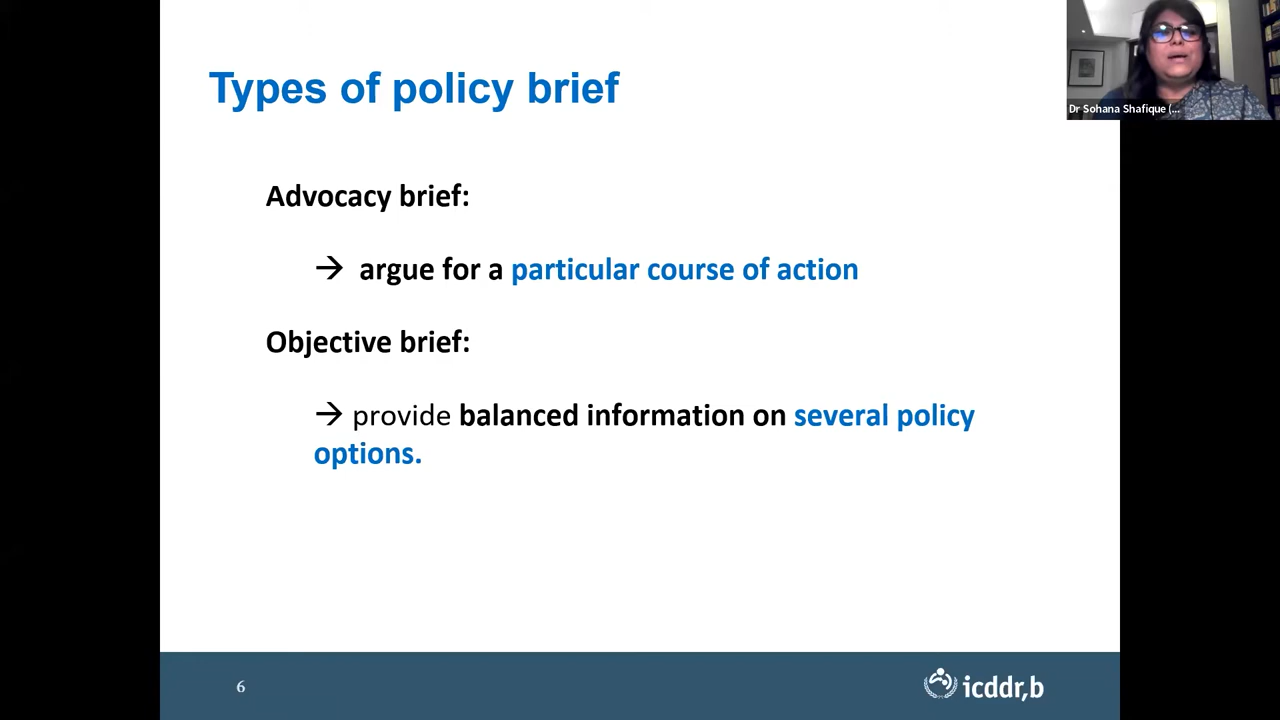 Types of policy brief
Dr Sohana Shafique (...
Advocacy brief:
→ argue for a particular course of action
Objective brief:
→ provide balanced information on several policy
options.
6
icddr,b